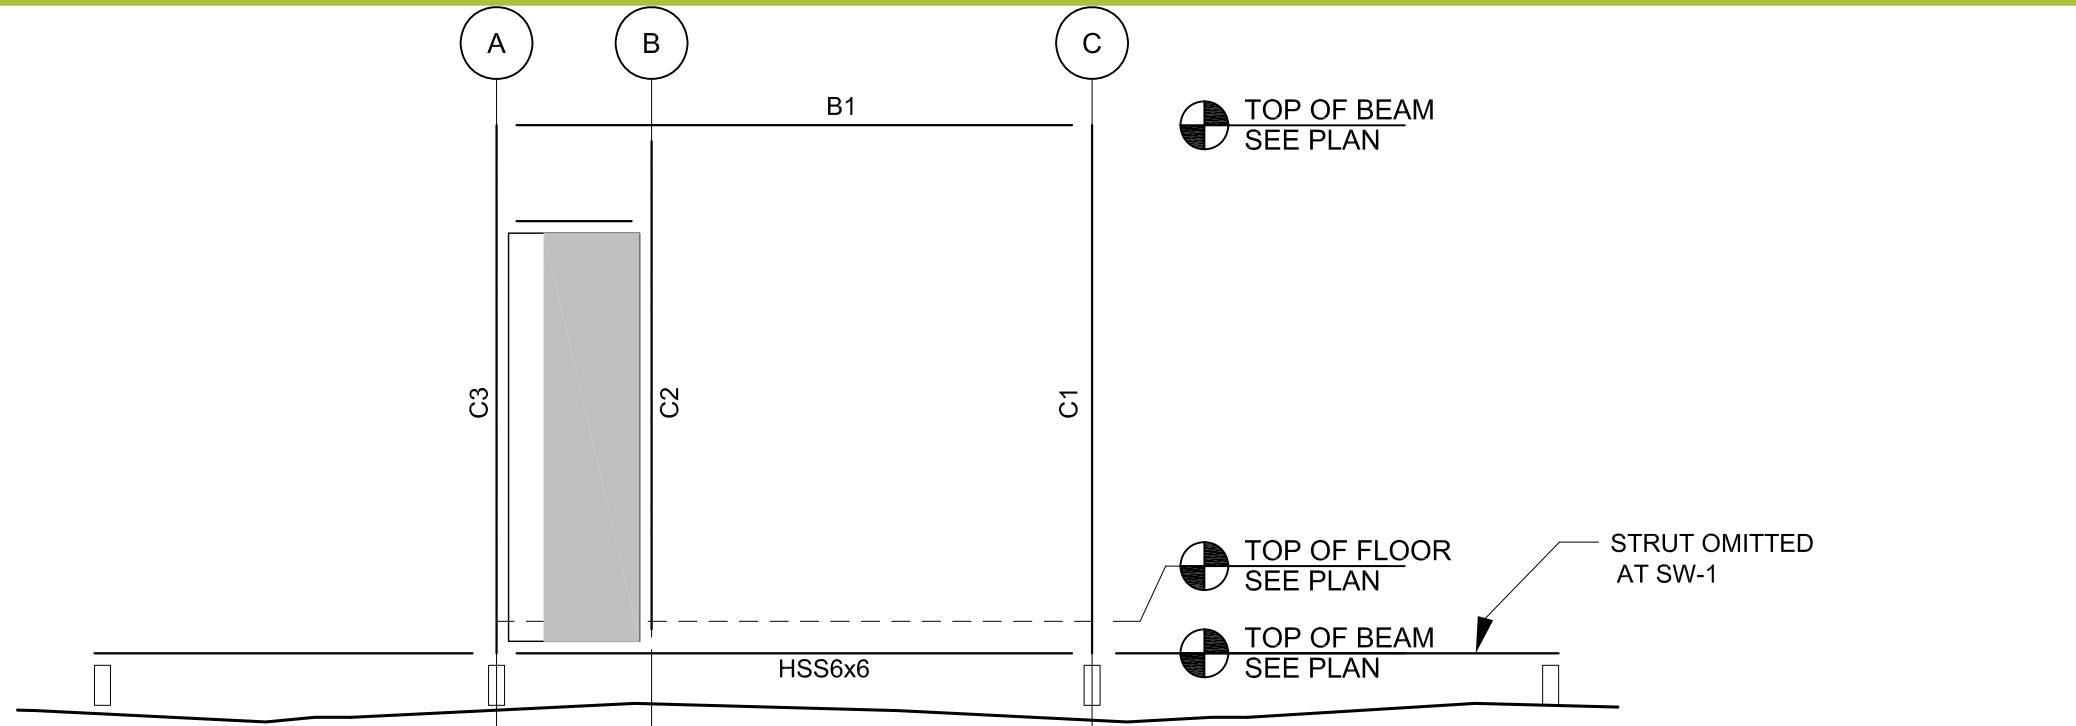 A
B
C
B1
TOP OF BEAM
SEE PLAN
C3
C2
C1
TOP OF FLOOR
SEE PLAN
STRUT OMITTED
AT SW-1
TOP OF BEAM
SEE PLAN
HSS6x6